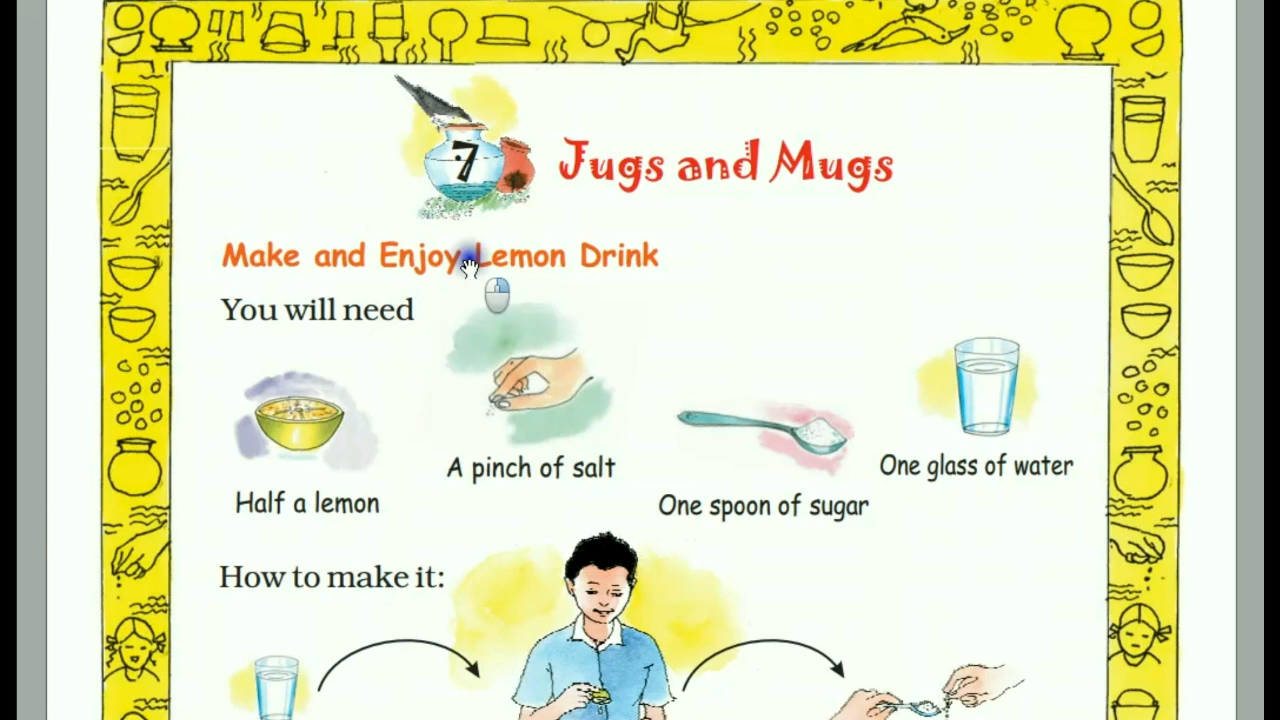 7
Jugs and Mugs
Make and Enjoy Lemon Drink
You will need
Half a lemon
A pinch of salt
One spoon of sugar
One glass of water
How to make it: